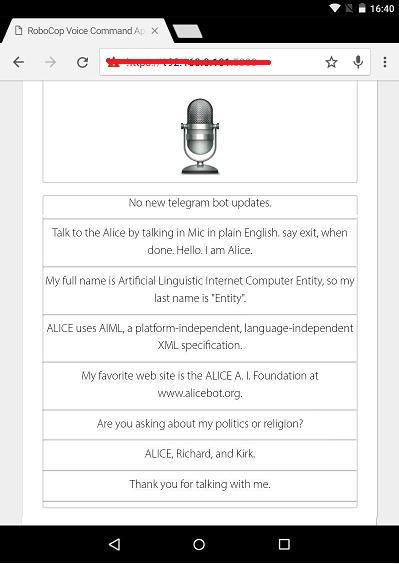 16:40
RoboCop Voice Command Ap
No new telegram bot updates.
Talk to the Alice by talking in Mic in plain English. say exit, when
done. Hello. I am Alice.
My full name is Artificial Linguistic Internet Computer Entity, so my
last name is "Entity".
ALICE uses AIML, a platform-independent, language-independent
XML specification.
My favorite web site is the ALICE A. I. Foundation at
www.alicebot.org.
Are you asking about my politics or religion?
ALICE, Richard, and Kirk.
Thank you for talking with me.